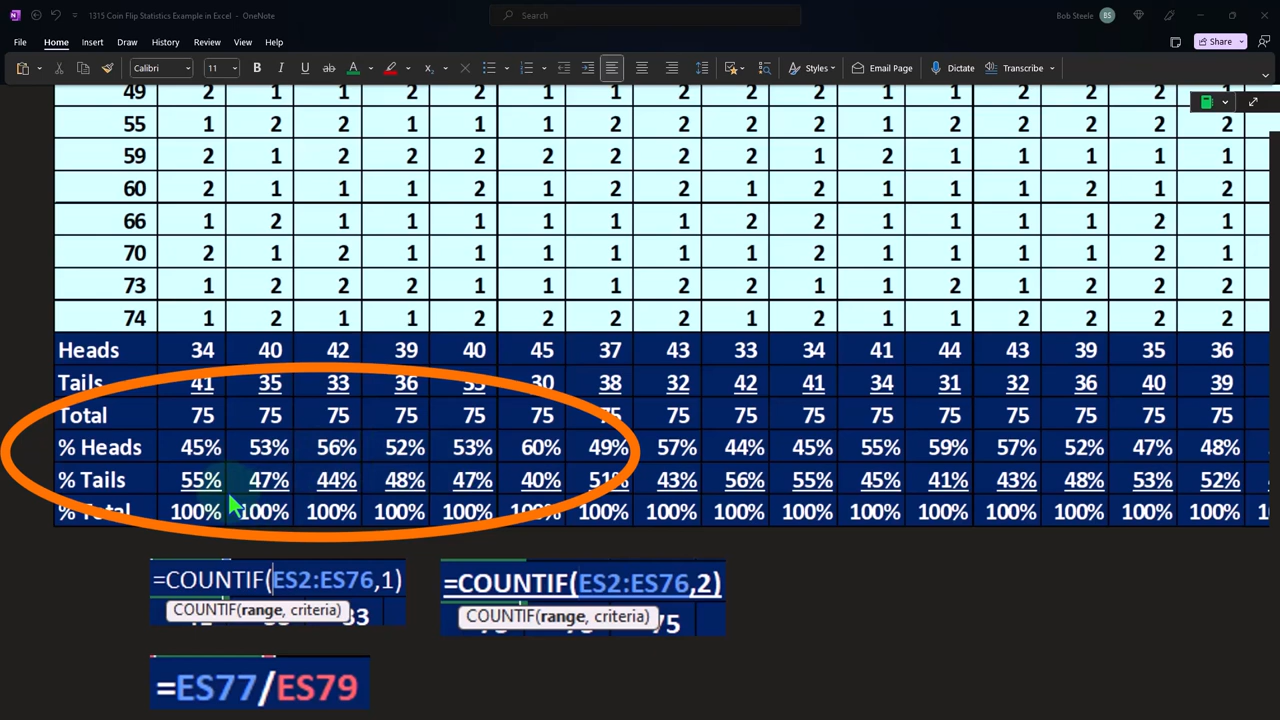 1315 Coin Flip Statistics Example in Excel - OneNote
Search
Bob Steele BS
File Home Insert Draw History Review View Help
Share
Calibri 11 B I U ab A Styles Email Page Dictate Transcribe
49 2 1 1 2 2 1 1 2 2 2 1 1 2 2 2 1
55 1 2 2 1 1 1 2 2 2 2 1 2 2 2 2 2
59 2 1 2 2 2 2 2 2 2 1 2 1 1 1 1 1
60 2 1 1 1 2 1 2 2 1 2 1 1 1 2 1 2
66 1 2 1 1 1 1 1 1 2 2 1 1 1 1 2 1
70 2 1 2 1 1 1 1 1 1 2 1 1 1 1 2 1
73 1 2 2 2 1 1 1 2 2 1 1 2 1 2 2 2
74 1 2 1 1 2 2 2 2 1 2 1 1 2 2 2 2
Heads 34 40 42 39 40 45 37 43 33 34 41 44 43 39 35 36
Tails 41 35 33 36 35 30 38 32 42 41 34 31 32 36 40 39
Total 75 75 75 75 75 75 75 75 75 75 75 75 75 75 75 75
% Heads 45% 53% 56% 52% 53% 60% 49% 57% 44% 45% 55% 59% 57% 52% 47% 48%
% Tails 55% 47% 44% 48% 47% 40% 51% 43% 56% 55% 45% 41% 43% 48% 53% 52%
% Total 100% 100% 100% 100% 100% 100% 100% 100% 100% 100% 100% 100% 100% 100% 100% 100%
=COUNTIF(ES2:ES76,1)
COUNTIF(range, criteria)
=COUNTIF(ES2:ES76,2)
COUNTIF(range, criteria)
=ES77/ES79